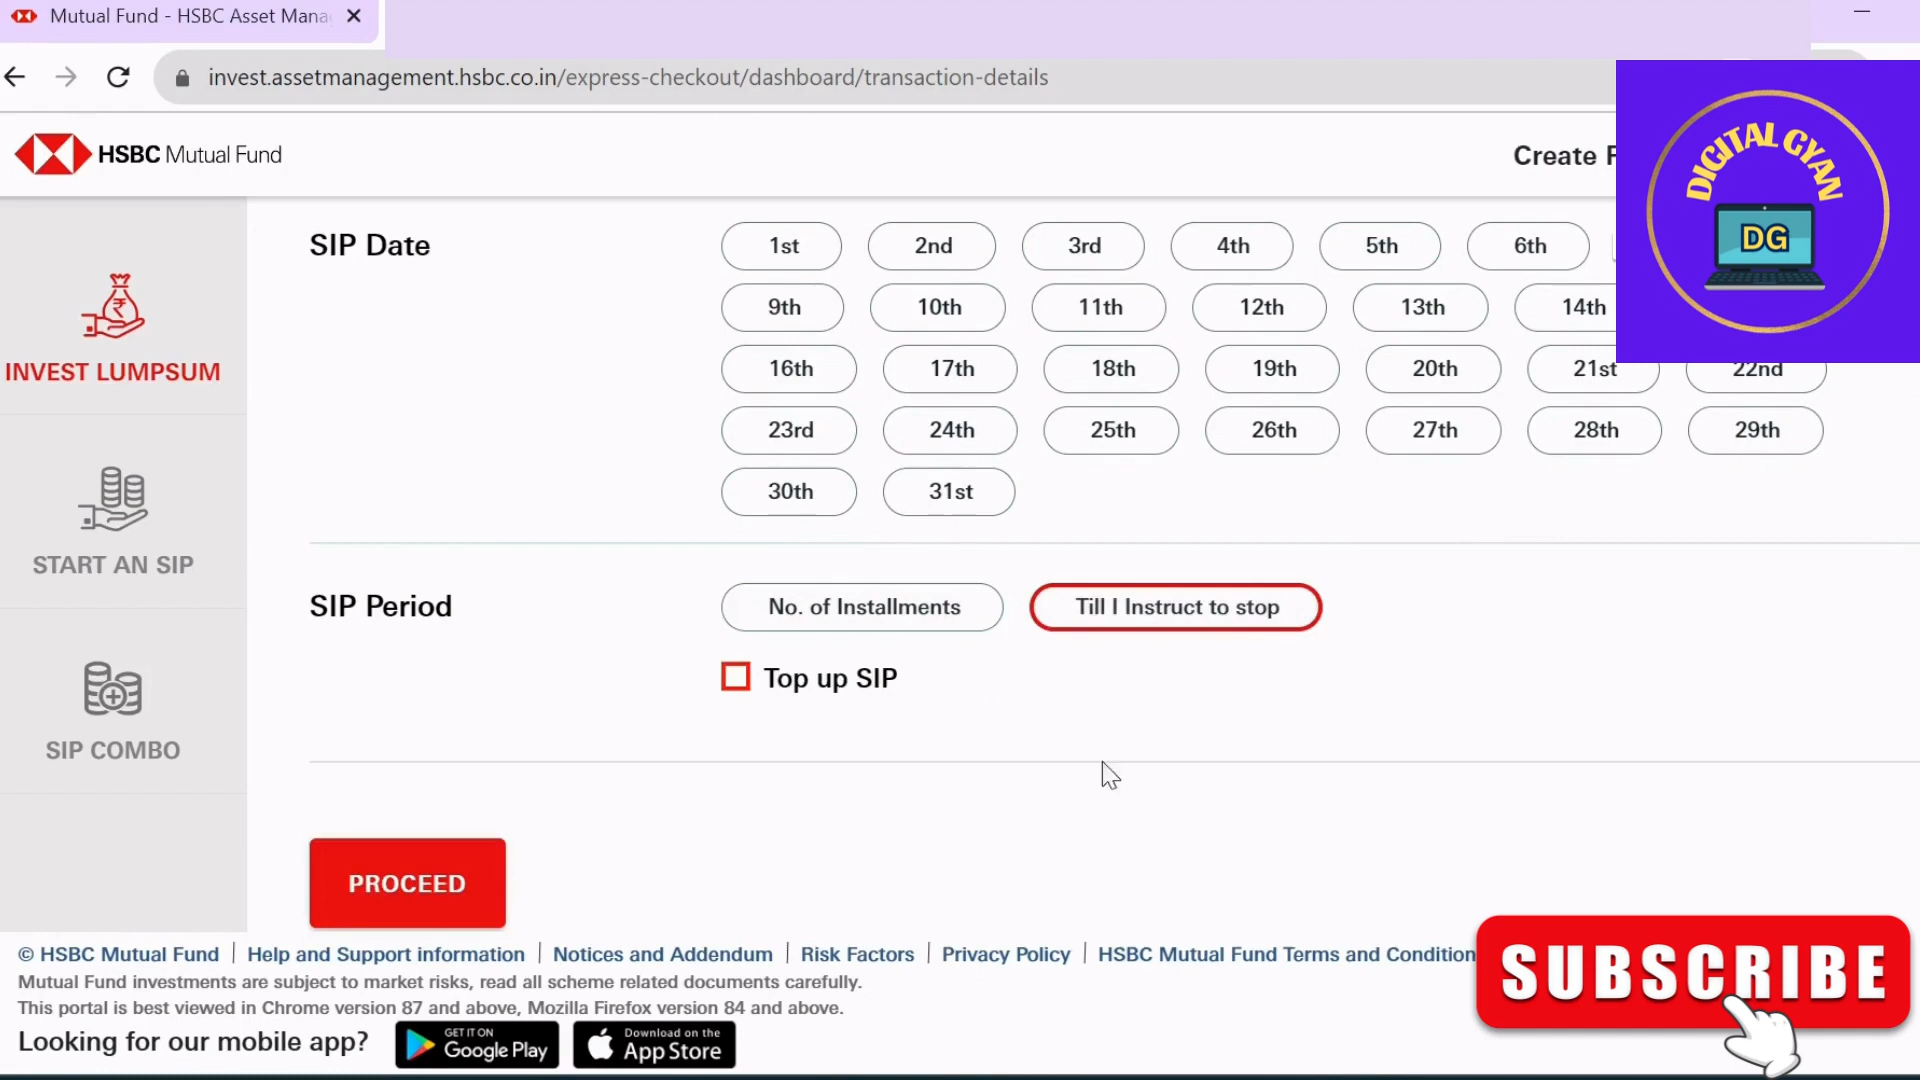 Mutual Fund - HSBC Asset Mana
invest.assetmanagement.hsbc.co.in/express-checkout/dashboard/transaction-details
HSBC Mutual Fund
Create F
DIGITAL GYAN
DG
INVEST LUMPSUM
START AN SIP
SIP COMBO
SIP Date
1st 2nd 3rd 4th 5th 6th
9th 10th 11th 12th 13th 14th
16th 17th 18th 19th 20th 21st 22nd
23rd 24th 25th 26th 27th 28th 29th
30th 31st
SIP Period
No. of Installments Till I Instruct to stop
Top up SIP
PROCEED
© HSBC Mutual Fund | Help and Support information | Notices and Addendum | Risk Factors | Privacy Policy | HSBC Mutual Fund Terms and Condition
Mutual Fund investments are subject to market risks, read all scheme related documents carefully.
This portal is best viewed in Chrome version 87 and above, Mozilla Firefox version 84 and above.
Looking for our mobile app?
GET IT ON
Google Play
Download on the
App Store
SUBSCRIBE